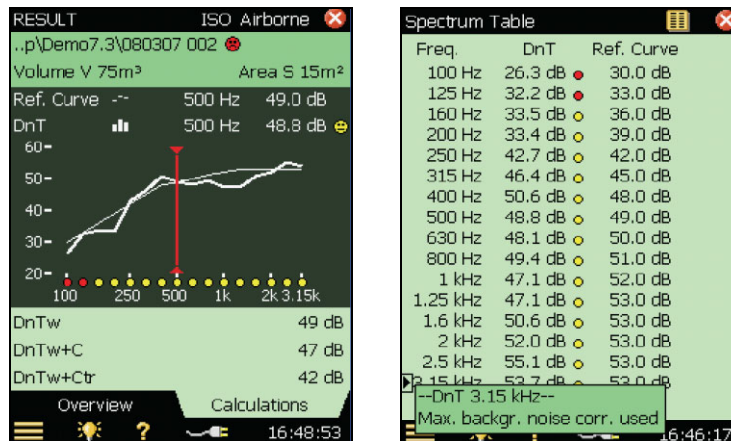 RESULT ISO Airborne
..p\Demo7.3\080307 002
Volume V 75m³ Area S 15m²
Ref. Curve 500 Hz 49.0 dB
DnT 500 Hz 48.8 dB
60-
50-
40-
30-
20-
100 250 500 1k 2k 3.15k
DnTw 49 dB
DnTw+C 47 dB
DnTw+Ctr 42 dB
Overview Calculations
? 16:48:53
Spectrum Table
Freq. DnT Ref. Curve
100 Hz 26.3 dB 30.0 dB
125 Hz 32.2 dB 33.0 dB
160 Hz 33.5 dB 36.0 dB
200 Hz 33.4 dB 39.0 dB
250 Hz 42.7 dB 42.0 dB
315 Hz 46.4 dB 45.0 dB
400 Hz 50.6 dB 48.0 dB
500 Hz 48.8 dB 49.0 dB
630 Hz 48.1 dB 50.0 dB
800 Hz 49.4 dB 51.0 dB
1 kHz 47.1 dB 52.0 dB
1.25 kHz 47.1 dB 53.0 dB
1.6 kHz 50.6 dB 53.0 dB
2 kHz 52.0 dB 53.0 dB
2.5 kHz 55.1 dB 53.0 dB
3.15 kHz 53.7 dB 53.0 dB
--DnT 3.15 kHz--
Max. backgr. noise corr. used
16:46:17